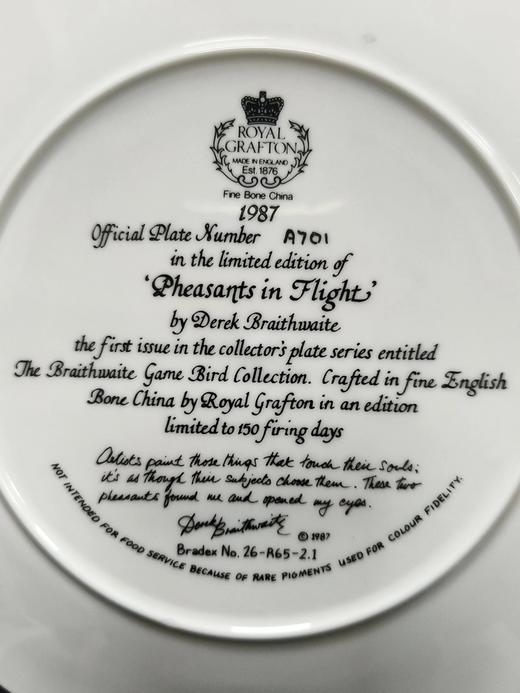 ROYAL
GRAFTON
MADE IN ENGLAND
Est. 1876
Fine Bone China
1987
Official Plate Number A701
in the limited edition of
'Pheasants in Flight'
by Derek Braithwaite
the first issue in the collector's plate series entitled
The Braithwaite Game Bird Collection. Crafted in fine English
Bone China by Royal Grafton in an edition
limited to 150 firing days
Artists paint those things that touch their souls;
it's as though their subjects choose them. These two
pheasants found me and opened my eyes.
Derek Braithwaite © 1987
Bradex No. 26-R65-2.1
NOT INTENDED FOR FOOD SERVICE BECAUSE OF RARE PIGMENTS USED FOR COLOUR FIDELITY.